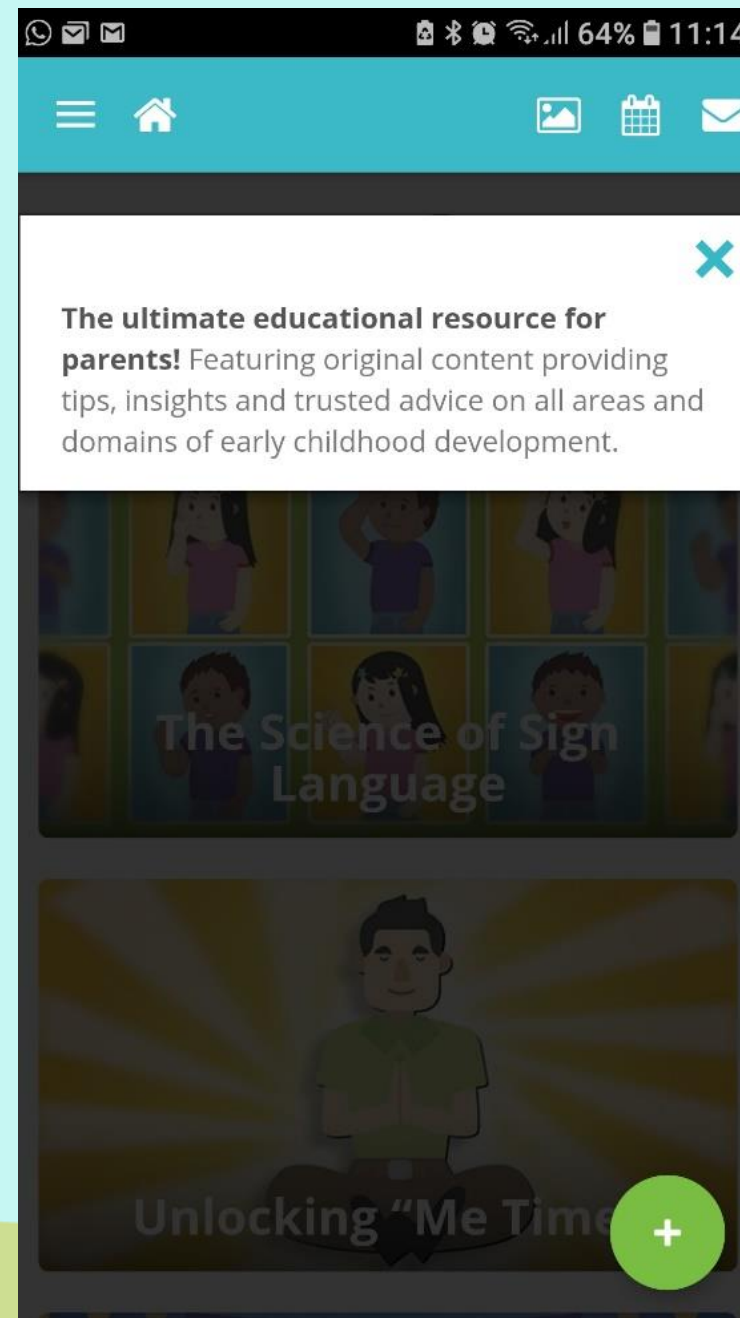 64% 11:14
The ultimate educational resource for
parents! Featuring original content providing
tips, insights and trusted advice on all areas and
domains of early childhood development.
The Science of Sign
Language
Unlocking “Me Time
+